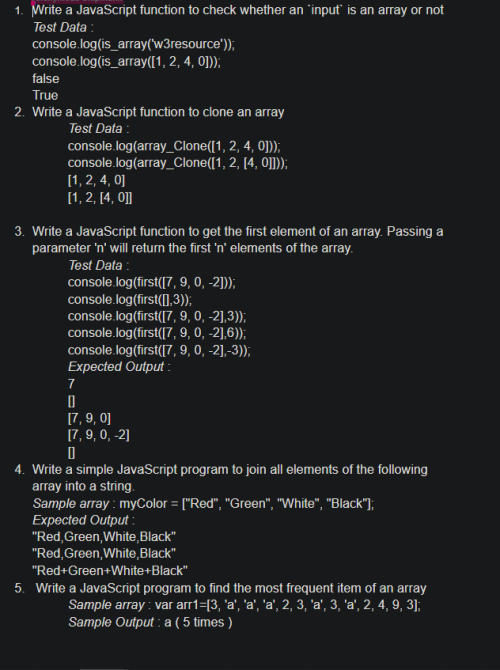 1. Write a JavaScript function to check whether an `input` is an array or not
Test Data :
console.log(is_array('w3resource'));
console.log(is_array([1, 2, 4, 0]));
false
True
2. Write a JavaScript function to clone an array
Test Data :
console.log(array_Clone([1, 2, 4, 0]));
console.log(array_Clone([1, 2, [4, 0]]));
[1, 2, 4, 0]
[1, 2, [4, 0]]
3. Write a JavaScript function to get the first element of an array. Passing a
parameter 'n' will return the first 'n' elements of the array.
Test Data :
console.log(first([7, 9, 0, -2]));
console.log(first([],3));
console.log(first([7, 9, 0, -2],3));
console.log(first([7, 9, 0, -2],6));
console.log(first([7, 9, 0, -2],-3));
Expected Output :
7
[]
[7, 9, 0]
[7, 9, 0, -2]
[]
4. Write a simple JavaScript program to join all elements of the following
array into a string.
Sample array : myColor = ["Red", "Green", "White", "Black"];
Expected Output :
"Red,Green,White,Black"
"Red,Green,White,Black"
"Red+Green+White+Black"
5. Write a JavaScript program to find the most frequent item of an array
Sample array : var arr1=[3, 'a', 'a', 'a', 2, 3, 'a', 3, 'a', 2, 4, 9, 3];
Sample Output : a ( 5 times )